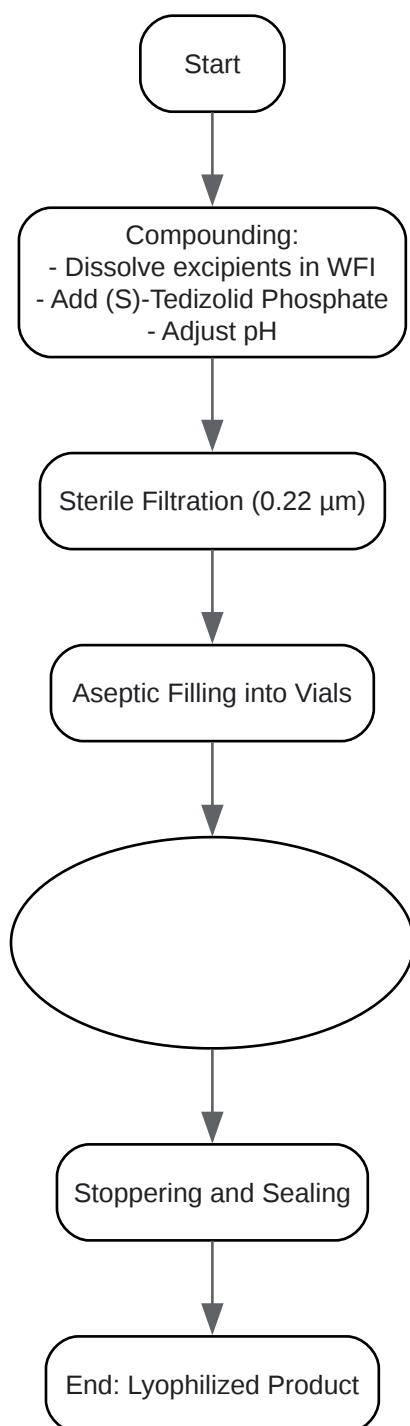 Start
Compounding:
- Dissolve excipients in WFI
- Add (S)-Tedizolid Phosphate
- Adjust pH
Sterile Filtration (0.22 µm)
Aseptic Filling into Vials
Stoppering and Sealing
End: Lyophilized Product